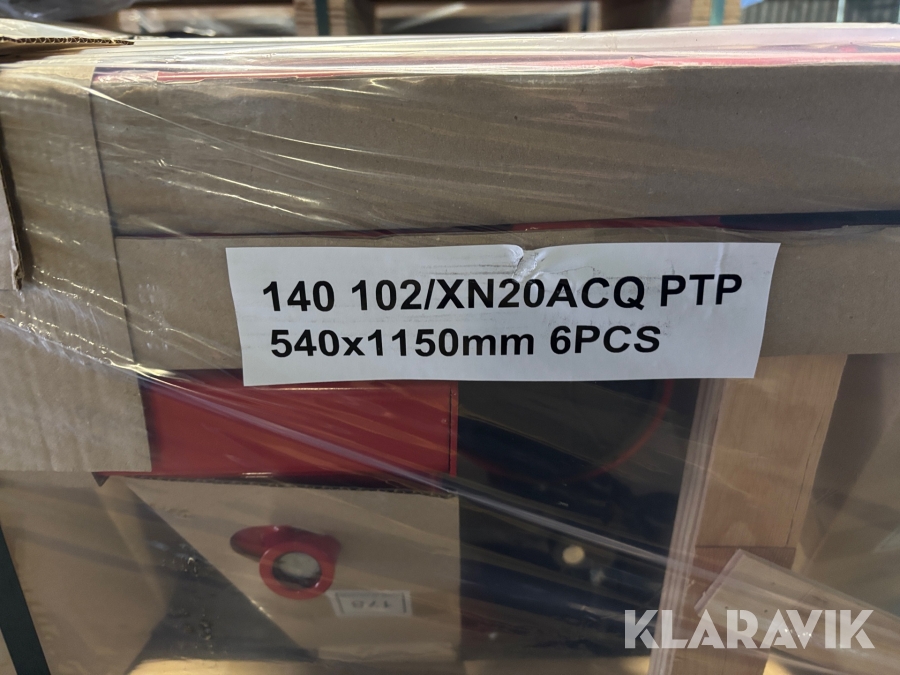 140 102/XN20ACQ PTP
540x1150mm 6PCS
KLARAVIK